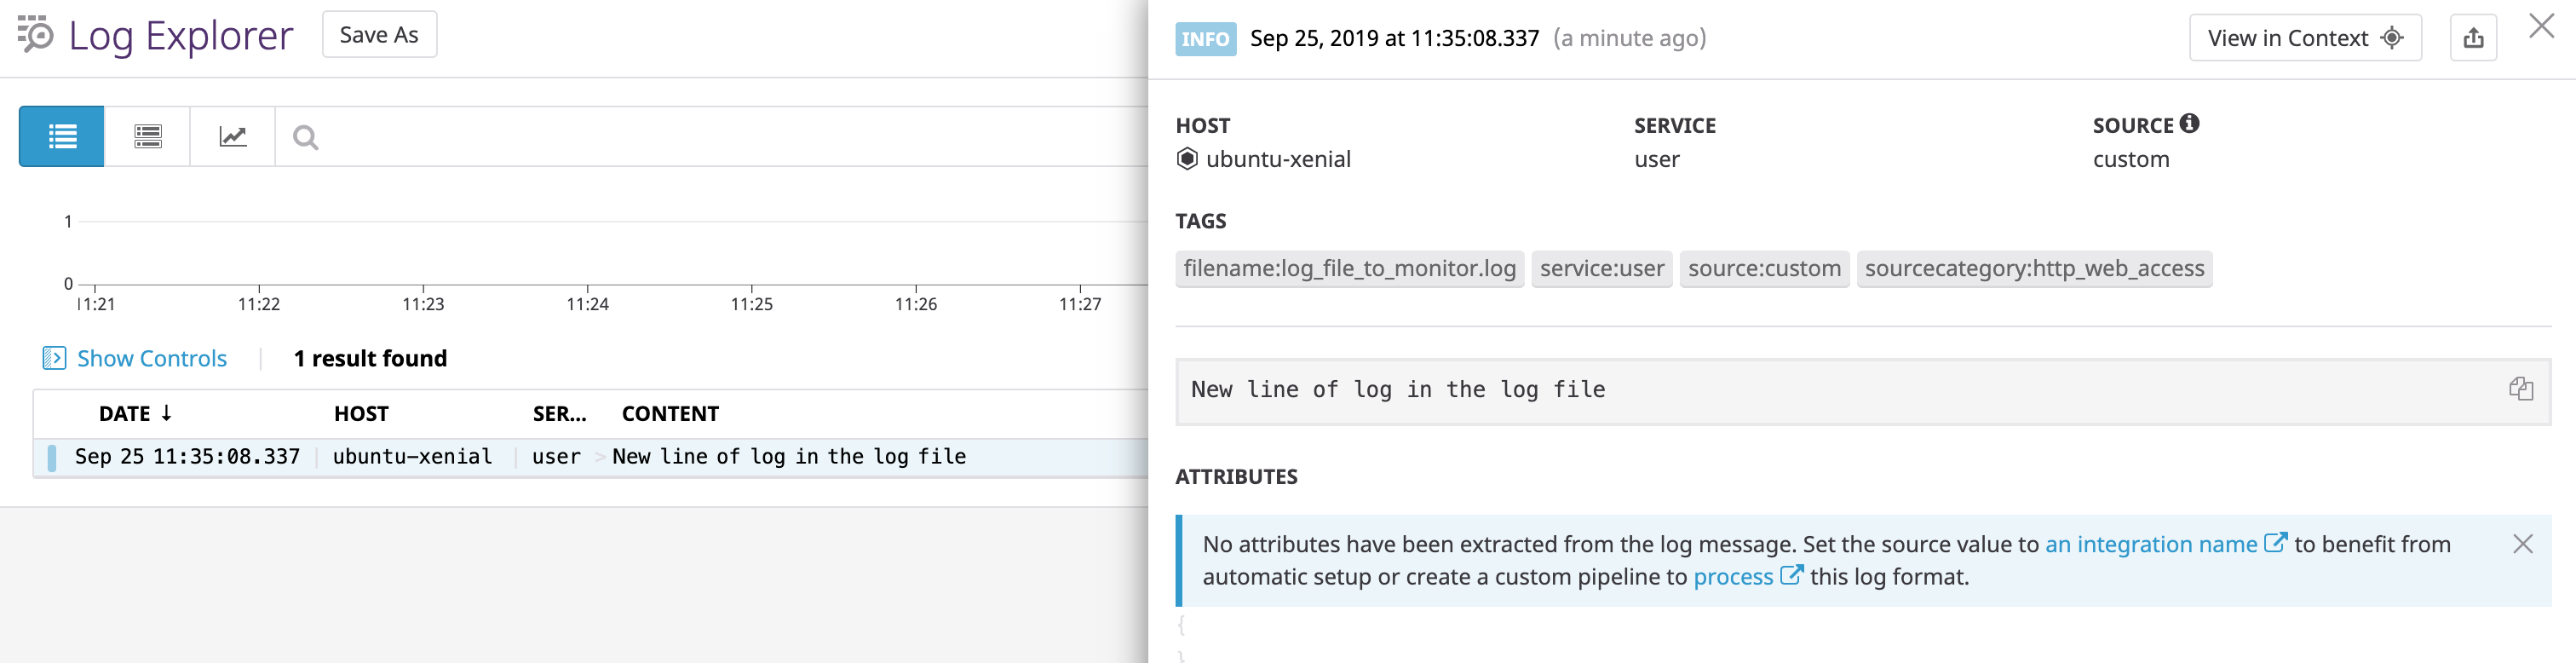 Log Explorer
Save As
1
0
11:21 11:22 11:23 11:24 11:25 11:26 11:27
Show Controls
1 result found
DATE ↓ HOST SER... CONTENT
Sep 25 11:35:08.337 ubuntu-xenial user > New line of log in the log file
INFO Sep 25, 2019 at 11:35:08.337 (a minute ago)
View in Context
HOST SERVICE SOURCE
ubuntu-xenial user custom
TAGS
filename:log_file_to_monitor.log service:user source:custom sourcecategory:http_web_access
New line of log in the log file
ATTRIBUTES
No attributes have been extracted from the log message. Set the source value to an integration name to benefit from
automatic setup or create a custom pipeline to process this log format.
{
}